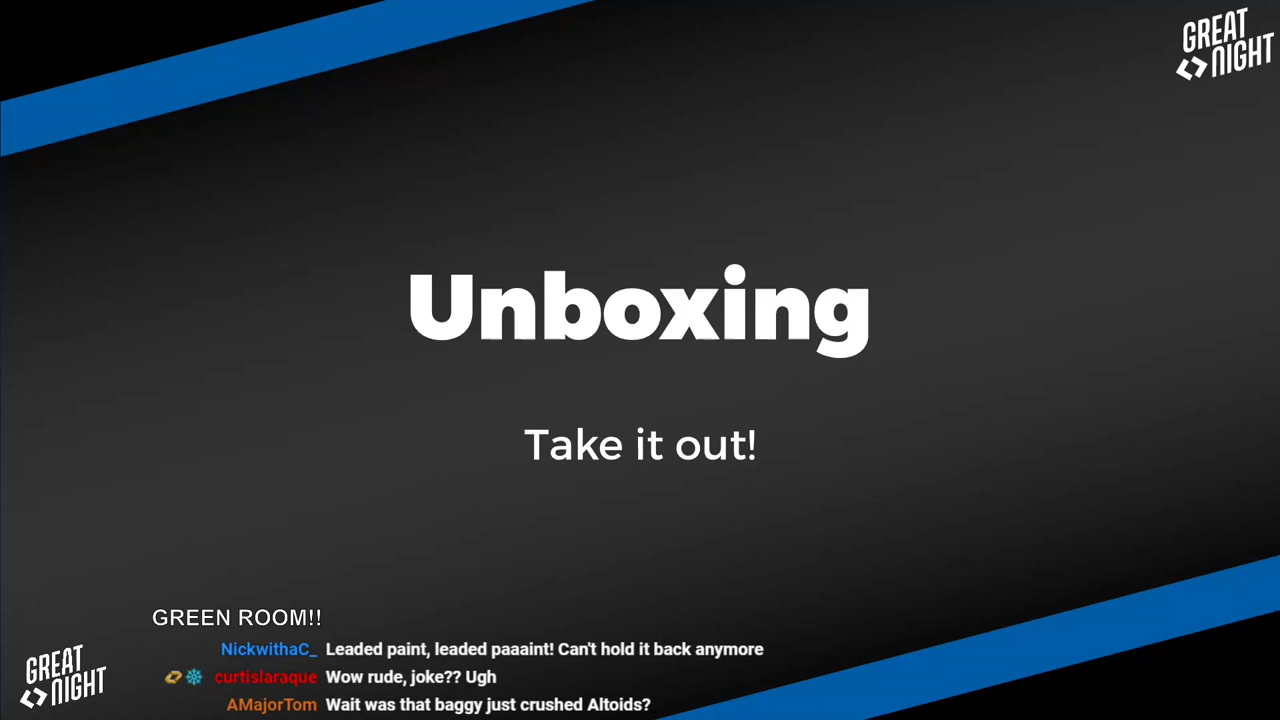 GREAT
NIGHT
Unboxing
Take it out!
GREEN ROOM!!
NickwithaC_ Leaded paint, leaded paaaint! Can't hold it back anymore
curtislaraque Wow rude, joke?? Ugh
AMajorTom Wait was that baggy just crushed Altoids?
GREAT
NIGHT